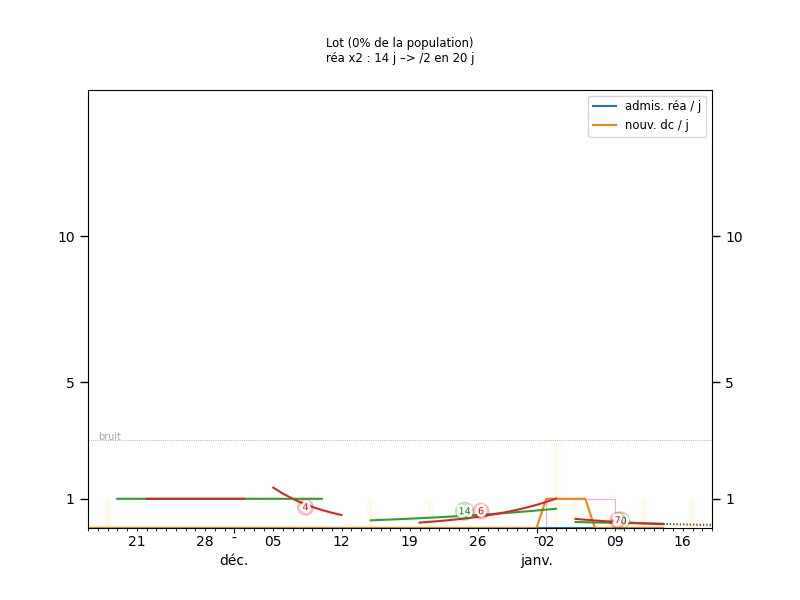 Lot (0% de la population)
réa x2 : 14 j –> /2 en 20 j
admis. réa / j
nouv. dc / j
10
10
5
5
bruit
1
1
4
14
6
7
21
28
05
12
19
26
02
09
16
déc.
janv.